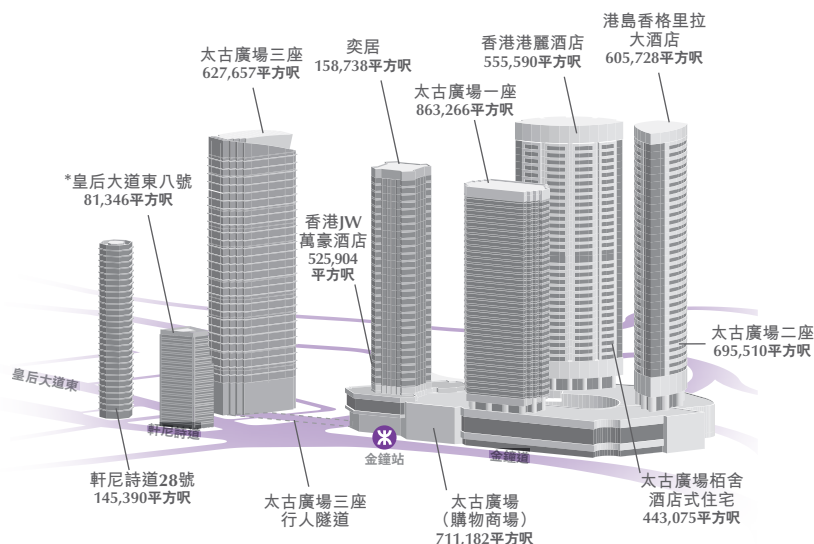 港島香格里拉
大酒店
605,728平方呎
香港港麗酒店
555,590平方呎
奕居
158,738平方呎
太古廣場三座
627,657平方呎
太古廣場一座
863,266平方呎
*皇后大道東八號
81,346平方呎
香港JW
萬豪酒店
525,904
平方呎
太古廣場二座
695,510平方呎
皇后大道東
軒尼詩道
金鐘站
金鐘道
軒尼詩道28號
145,390平方呎
太古廣場三座
行人隧道
太古廣場
（購物商場）
711,182平方呎
太古廣場栢舍
酒店式住宅
443,075平方呎